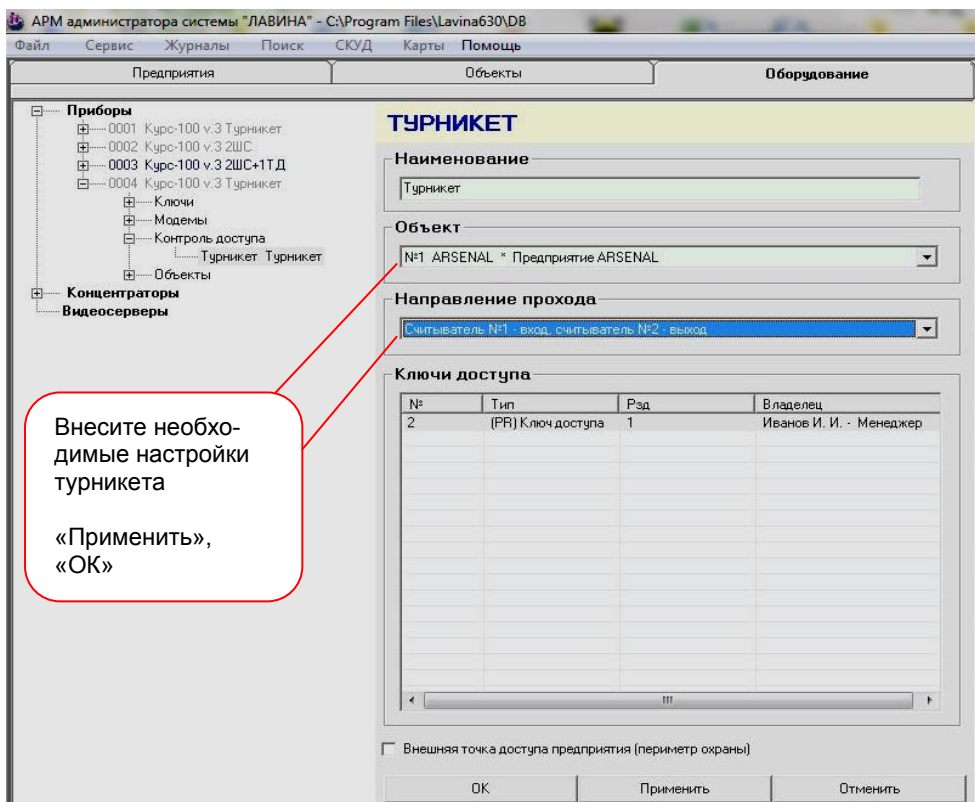 АРМ администратора системы "ЛАВИНА" - C:\Program Files\Lavina630\DB
Файл Сервис Журналы Поиск СКУД Карты Помощь
Предприятия Объекты Оборудование
Приборы
0001 Курс-100 v.3 Турникет
0002 Курс-100 v.3 2ШС
0003 Курс-100 v.3 2ШС+1ТД
0004 Курс-100 v.3 Турникет
Ключи
Модемы
Контроль доступа
Турникет Турникет
Объекты
Концентраторы
Видеосерверы
ТУРНИКЕТ
Наименование
Турникет
Объект
№1 ARSENAL * Предприятие ARSENAL
Направление прохода
Считыватель №1 - вход, считыватель №2 - выход
Ключи доступа
№ Тип Рзд Владелец
2 (PR) Ключ доступа 1 Иванов И. И. - Менеджер
Внешняя точка доступа предприятия (периметр охраны)
OK Применить Отменить
Внесите необхо-
димые настройки
турникета
«Применить»,
«ОК»